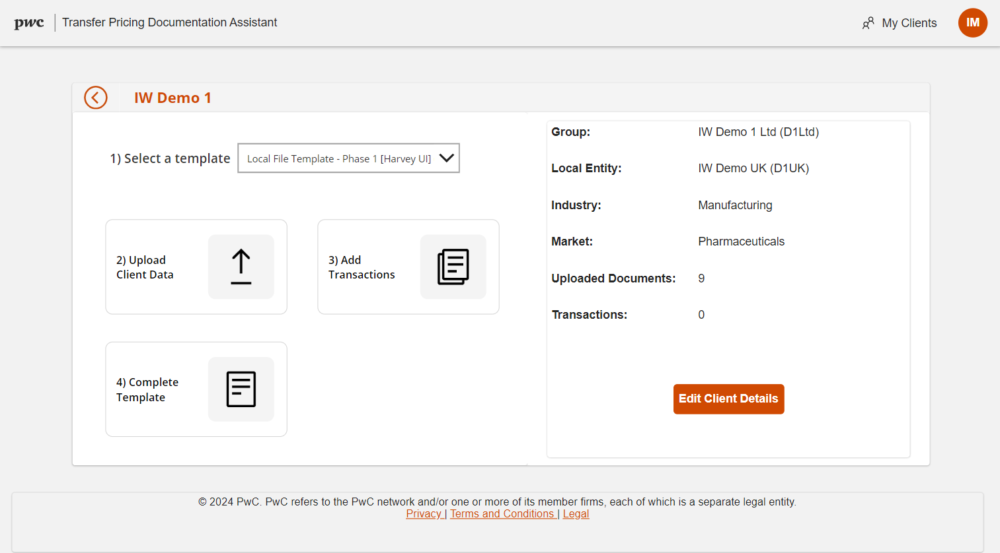 pwc
Transfer Pricing Documentation Assistant
My Clients
IM
IW Demo 1
1) Select a template
Local File Template - Phase 1 [Harvey UI]
2) Upload
Client Data
3) Add
Transactions
4) Complete
Template
Group: IW Demo 1 Ltd (D1Ltd)
Local Entity: IW Demo UK (D1UK)
Industry: Manufacturing
Market: Pharmaceuticals
Uploaded Documents: 9
Transactions: 0
Edit Client Details
© 2024 PwC. PwC refers to the PwC network and/or one or more of its member firms, each of which is a separate legal entity.
Privacy | Terms and Conditions | Legal